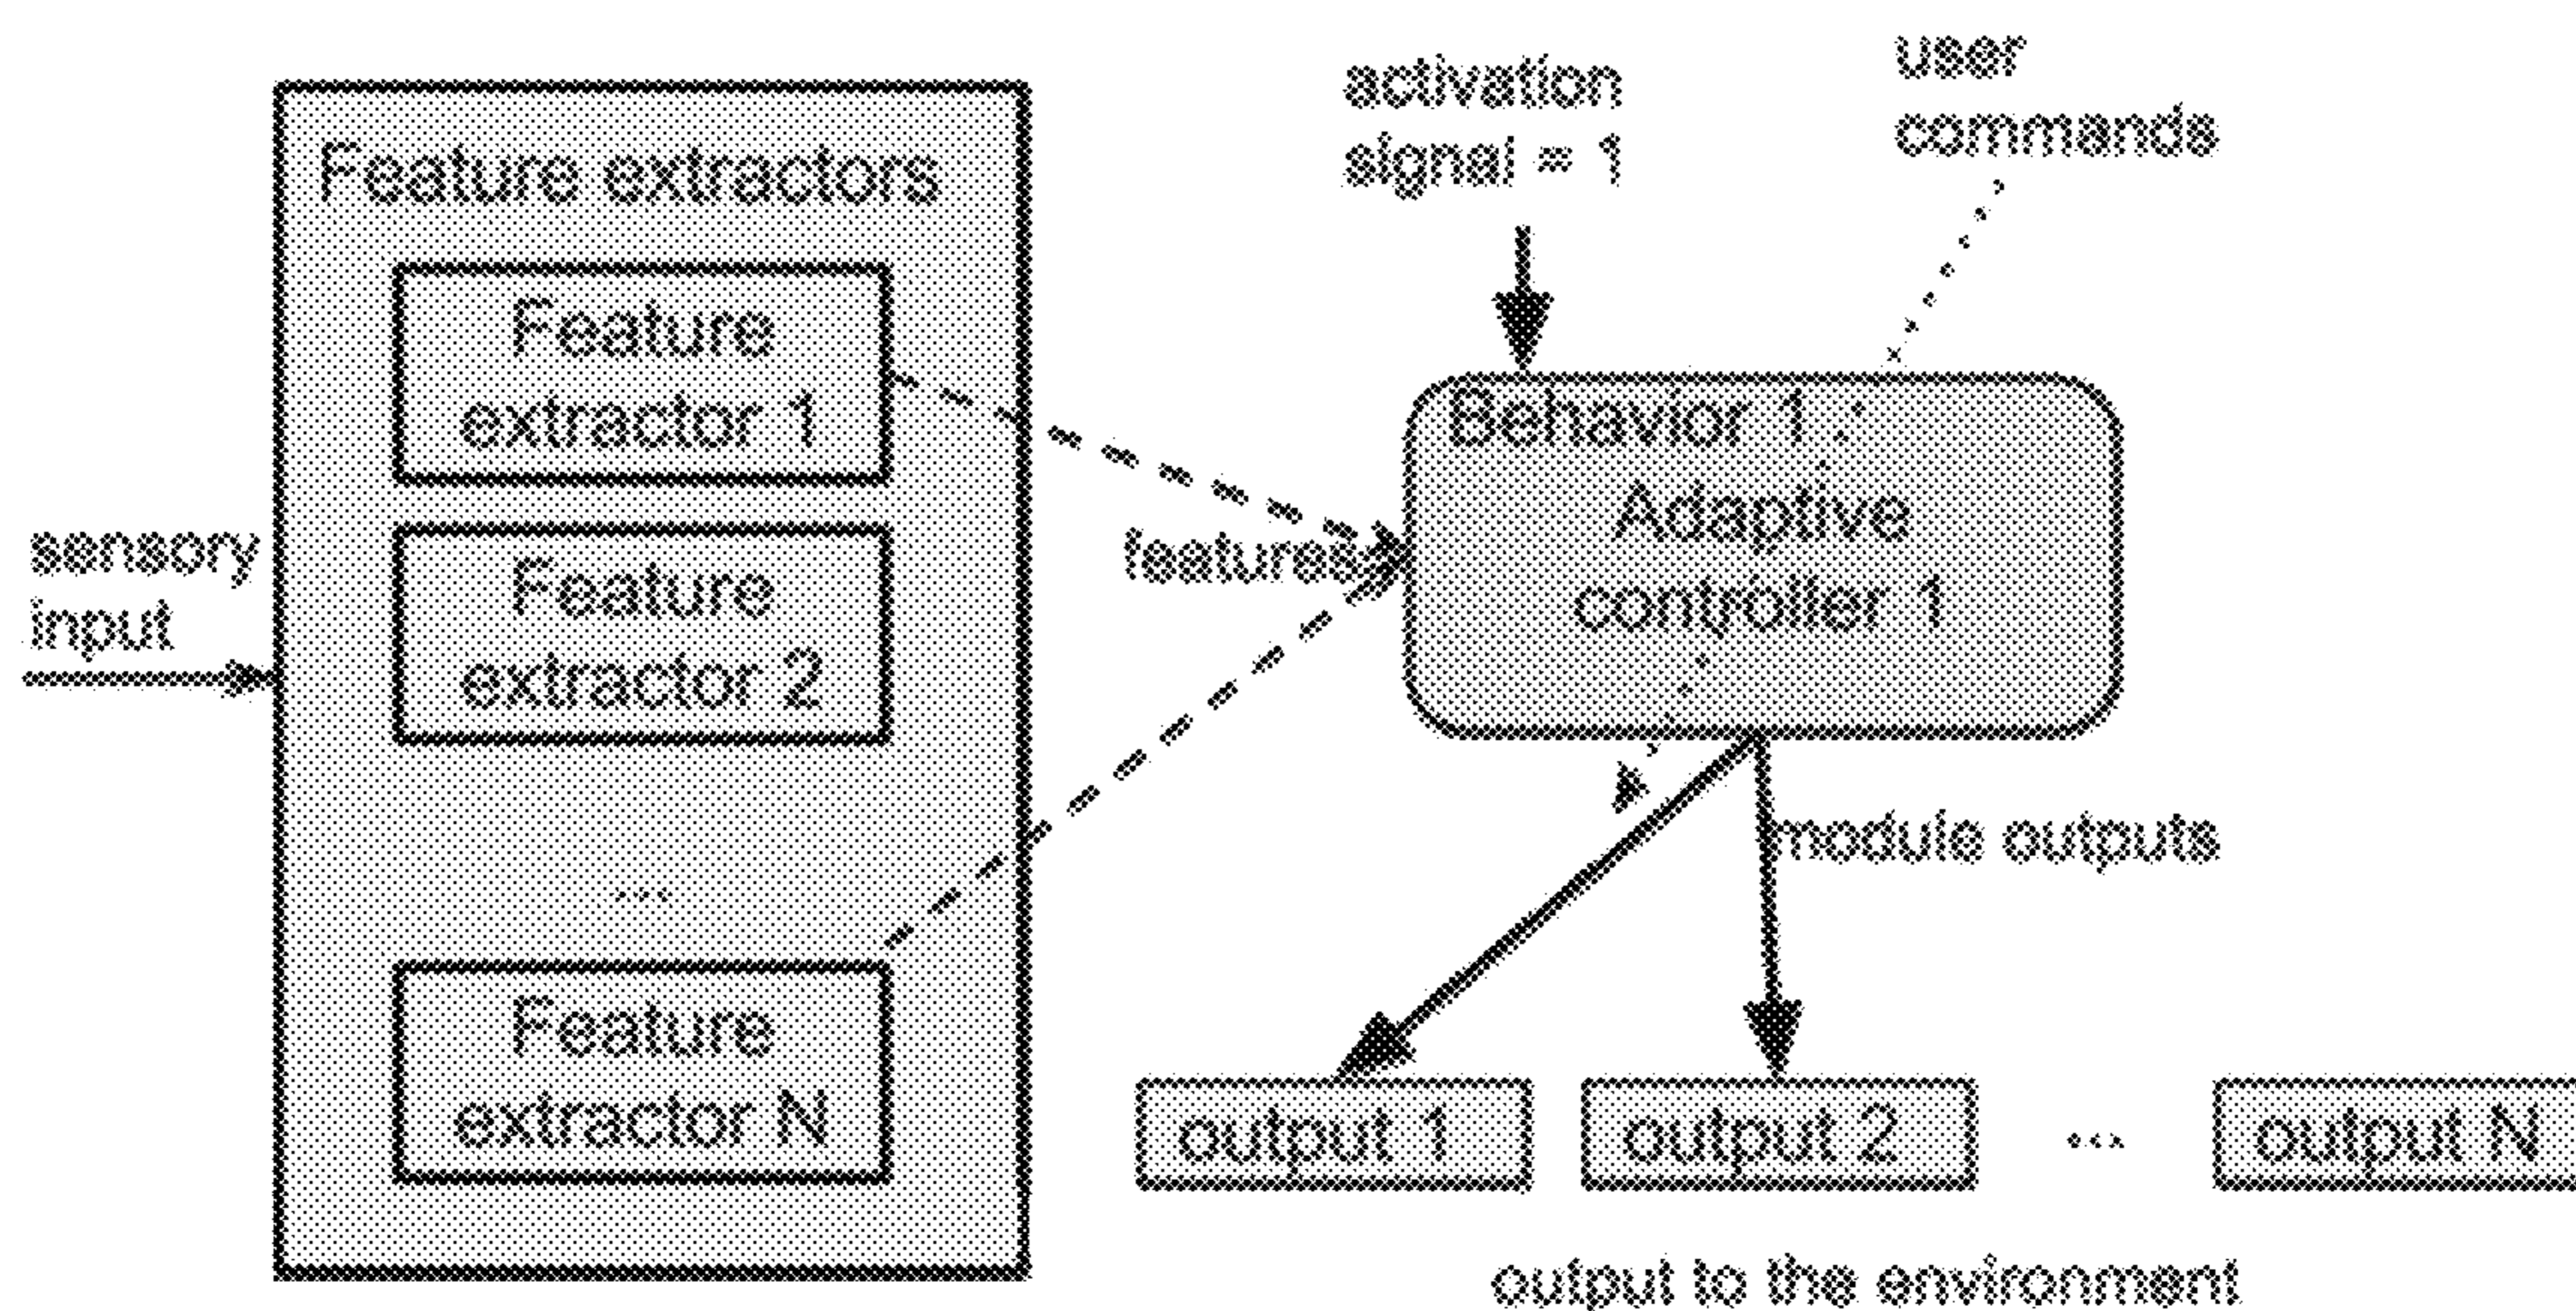 sensory
input
Feature extractors
Feature
extractor 1
Feature
extractor 2
...
Feature
extractor N
features
activation
signal = 1
user
commands
Behavior 1 :
Adaptive
controller 1
module outputs
output 1
output 2
...
output N
output to the environment